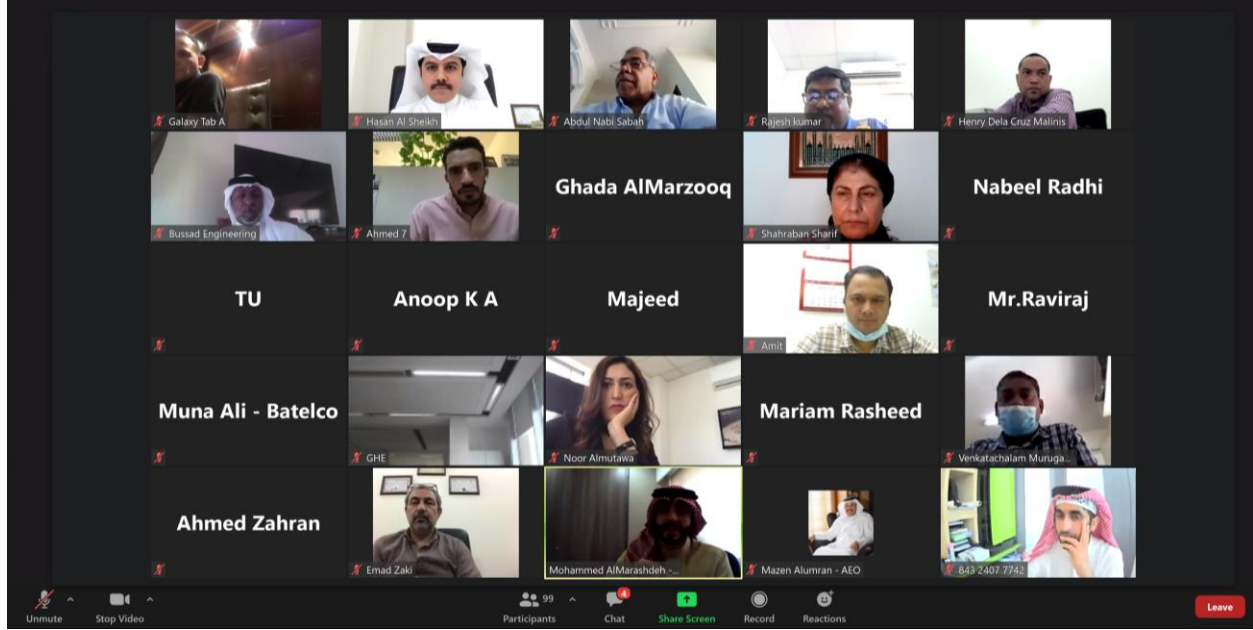 Galaxy Tab A
Hasan Al Sheikh
Abdul Nabi Sabah
Rajesh kumar
Henry Dela Cruz Malinis
Bussad Engineering
Ahmed 7
Ghada AlMarzooq
Shahraban Sharif
Nabeel Radhi
TU
Anoop K A
Majeed
Amit
Mr.Raviraj
Muna Ali - Batelco
GHE
Noor Almutawa
Mariam Rasheed
Venkatachalam Muruga...
Ahmed Zahran
Emad Zaki
Mohammed AlMarashdeh -...
Mazen Alumran - AEO
843 2407 7742
Unmute
Stop Video
99
Participants
4
Chat
Share Screen
Record
Reactions
Leave